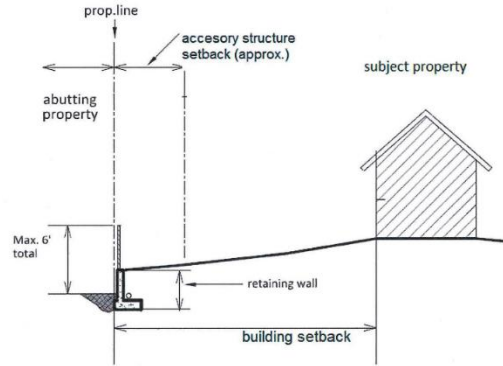 prop.line
accesory structure
setback (approx.)
subject property
abutting
property
Max. 6'
total
retaining wall
building setback